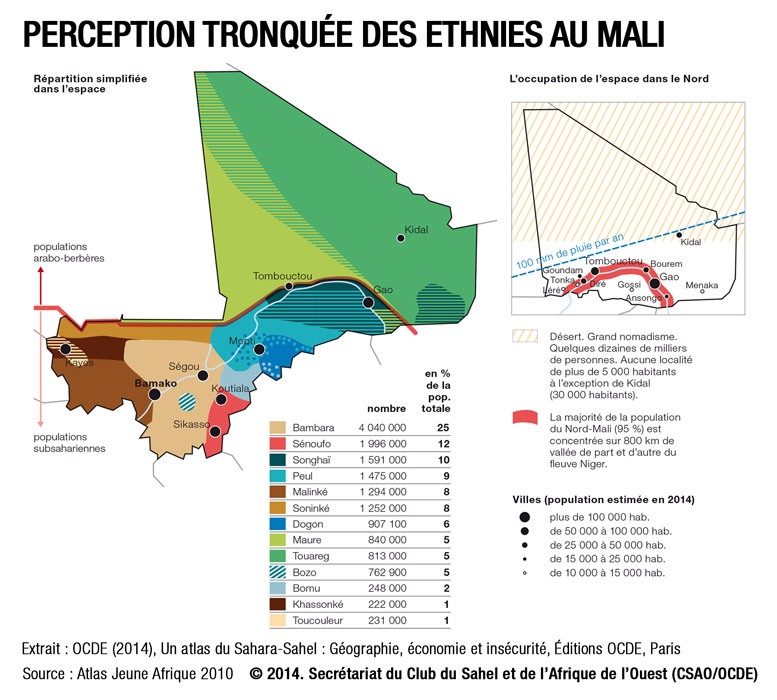 PERCEPTION TRONQUÉE DES ETHNIES AU MALI
Répartition simplifiée
dans l'espace
populations
arabo-berbères
populations
subsahariennes
Kidal
Tombouctou
Gao
Mopti
Kayes
Ségou
Bamako
Koutiala
Sikasso
en %
de la
pop.
nombre totale
Bambara 4 040 000 25
Sénoufo 1 996 000 12
Songhaï 1 591 000 10
Peul 1 475 000 9
Malinké 1 294 000 8
Soninké 1 252 000 8
Dogon 907 100 6
Maure 840 000 5
Touareg 813 000 5
Bozo 762 900 5
Bomu 248 000 2
Khassonké 222 000 1
Toucouleur 231 000 1
L'occupation de l'espace dans le Nord
100 mm de pluie par an
Kidal
Tombouctou
Bourem
Goundam
Tonka
Diré
Léré
Gossi
Gao
Ansongo
Menaka
Désert. Grand nomadisme.
Quelques dizaines de milliers
de personnes. Aucune localité
de plus de 5 000 habitants
à l'exception de Kidal
(30 000 habitants).
La majorité de la population
du Nord-Mali (95 %) est
concentrée sur 800 km de
vallée de part et d'autre du
fleuve Niger.
Villes (population estimée en 2014)
plus de 100 000 hab.
de 50 000 à 100 000 hab.
de 25 000 à 50 000 hab.
de 15 000 à 25 000 hab.
de 10 000 à 15 000 hab.
Extrait : OCDE (2014), Un atlas du Sahara-Sahel : Géographie, économie et insécurité, Éditions OCDE, Paris
Source : Atlas Jeune Afrique 2010 © 2014. Secrétariat du Club du Sahel et de l'Afrique de l'Ouest (CSAO/OCDE)